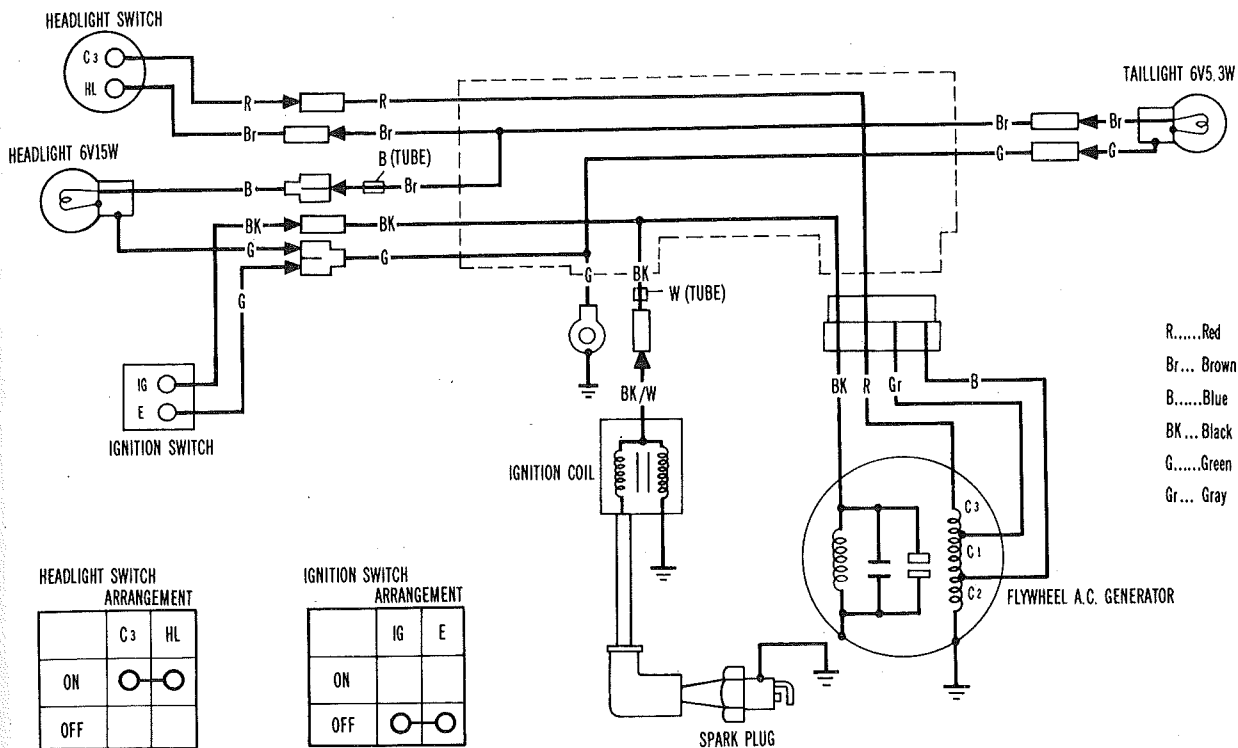 HEADLIGHT SWITCH
C3
HL
R
R
TAILLIGHT 6V5.3W
Br
Br
Br
Br
HEADLIGHT 6V15W
B (TUBE)
G
G
B
Br
BK
BK
G
G
G
G
BK
W (TUBE)
IG
E
IGNITION SWITCH
BK/W
BK
R
Gr
B
R.....Red
Br... Brown
B.....Blue
BK... Black
G.....Green
Gr... Gray
IGNITION COIL
C3
C1
C2
FLYWHEEL A.C. GENERATOR
HEADLIGHT SWITCH
ARRANGEMENT
C3 HL
ON
OFF
IGNITION SWITCH
ARRANGEMENT
IG E
ON
OFF
SPARK PLUG